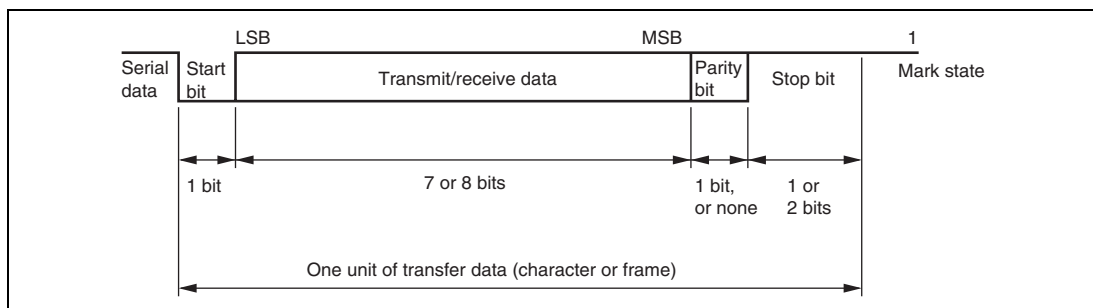 LSB
MSB
1
Serial
data
Start
bit
Transmit/receive data
Parity
bit
Stop bit
Mark state
1 bit
7 or 8 bits
1 bit,
or none
1 or
2 bits
One unit of transfer data (character or frame)